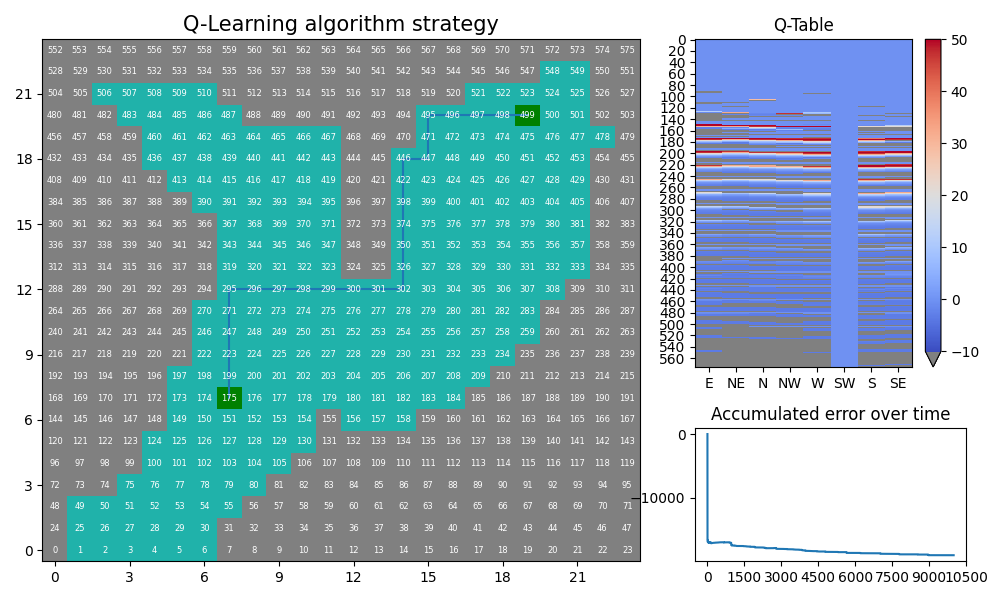 Q-Learning algorithm strategy
552 553 554 555 556 557 558 559 560 561 562 563 564 565 566 567 568 569 570 571 572 573 574 575
528 529 530 531 532 533 534 535 536 537 538 539 540 541 542 543 544 545 546 547 548 549 550 551
21 504 505 506 507 508 509 510 511 512 513 514 515 516 517 518 519 520 521 522 523 524 525 526 527
480 481 482 483 484 485 486 487 488 489 490 491 492 493 494 495 496 497 498 499 500 501 502 503
456 457 458 459 460 461 462 463 464 465 466 467 468 469 470 471 472 473 474 475 476 477 478 479
18 432 433 434 435 436 437 438 439 440 441 442 443 444 445 446 447 448 449 450 451 452 453 454 455
408 409 410 411 412 413 414 415 416 417 418 419 420 421 422 423 424 425 426 427 428 429 430 431
384 385 386 387 388 389 390 391 392 393 394 395 396 397 398 399 400 401 402 403 404 405 406 407
15 360 361 362 363 364 365 366 367 368 369 370 371 372 373 374 375 376 377 378 379 380 381 382 383
336 337 338 339 340 341 342 343 344 345 346 347 348 349 350 351 352 353 354 355 356 357 358 359
312 313 314 315 316 317 318 319 320 321 322 323 324 325 326 327 328 329 330 331 332 333 334 335
12 288 289 290 291 292 293 294 295 296 297 298 299 300 301 302 303 304 305 306 307 308 309 310 311
264 265 266 267 268 269 270 271 272 273 274 275 276 277 278 279 280 281 282 283 284 285 286 287
240 241 242 243 244 245 246 247 248 249 250 251 252 253 254 255 256 257 258 259 260 261 262 263
9 216 217 218 219 220 221 222 223 224 225 226 227 228 229 230 231 232 233 234 235 236 237 238 239
192 193 194 195 196 197 198 199 200 201 202 203 204 205 206 207 208 209 210 211 212 213 214 215
168 169 170 171 172 173 174 175 176 177 178 179 180 181 182 183 184 185 186 187 188 189 190 191
6 144 145 146 147 148 149 150 151 152 153 154 155 156 157 158 159 160 161 162 163 164 165 166 167
120 121 122 123 124 125 126 127 128 129 130 131 132 133 134 135 136 137 138 139 140 141 142 143
96 97 98 99 100 101 102 103 104 105 106 107 108 109 110 111 112 113 114 115 116 117 118 119
3 72 73 74 75 76 77 78 79 80 81 82 83 84 85 86 87 88 89 90 91 92 93 94 95
48 49 50 51 52 53 54 55 56 57 58 59 60 61 62 63 64 65 66 67 68 69 70 71
24 25 26 27 28 29 30 31 32 33 34 35 36 37 38 39 40 41 42 43 44 45 46 47
0 0 1 2 3 4 5 6 7 8 9 10 11 12 13 14 15 16 17 18 19 20 21 22 23
0 3 6 9 12 15 18 21
Q-Table
0
20
40
60
80
100
120
140
160
180
200
220
240
260
280
300
320
340
360
380
400
420
440
460
480
500
520
540
560
E NE N NW W SW S SE
50
40
30
20
10
0
−10
Accumulated error over time
0
−10000
0 1500 3000 4500 6000 7500 9000 10500